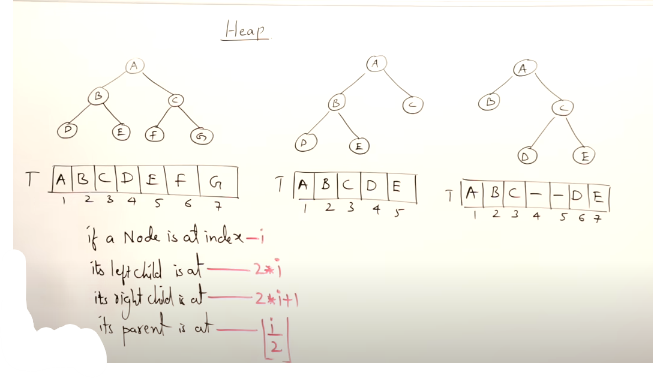 Heap
A
B C
D E F G
A
B C
D E
A
B C
D E
T A B C D E F G
1 2 3 4 5 6 7
T A B C D E
1 2 3 4 5
T A B C - - D E
1 2 3 4 5 6 7
if a Node is at index - i
its left child is at — 2*i
its right child is at — 2*i+1
its parent is at — ⌊i/2⌋